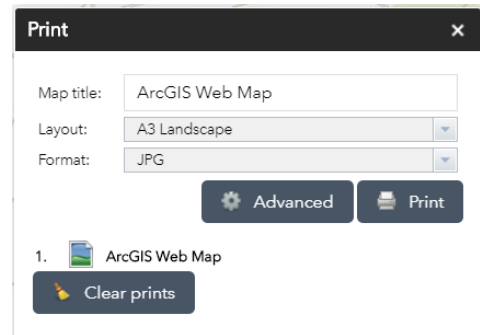 Print
Map title: ArcGIS Web Map
Layout: A3 Landscape
Format: JPG
Advanced Print
1. ArcGIS Web Map
Clear prints